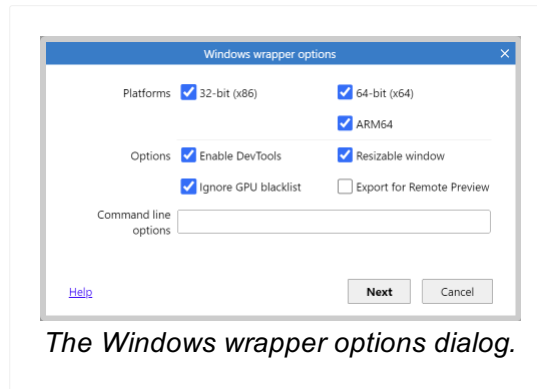 Windows wrapper options
Platforms 32-bit (x86) 64-bit (x64)
ARM64
Options Enable DevTools Resizable window
Ignore GPU blacklist Export for Remote Preview
Command line
options
Help Next Cancel
The Windows wrapper options dialog.